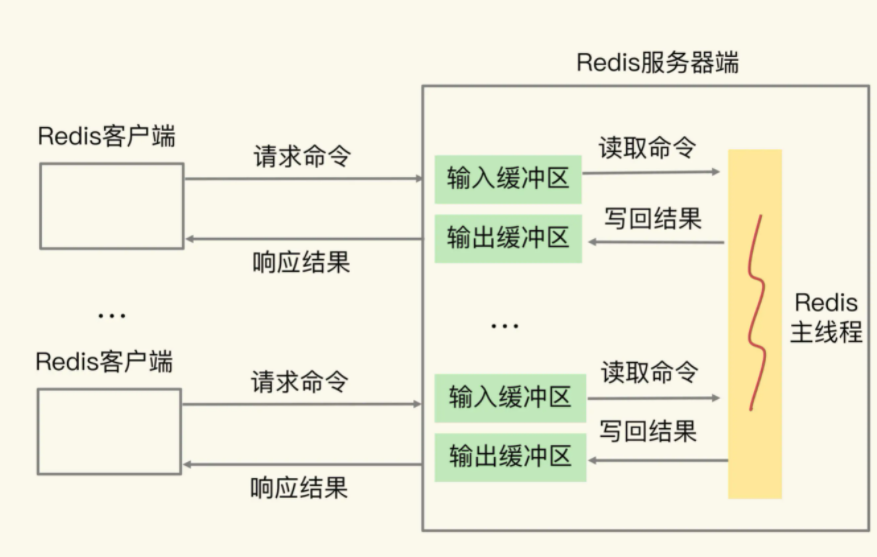 Redis服务器端
Redis客户端
请求命令
输入缓冲区
读取命令
输出缓冲区
写回结果
响应结果
...
...
Redis
主线程
Redis客户端
请求命令
输入缓冲区
读取命令
输出缓冲区
写回结果
响应结果